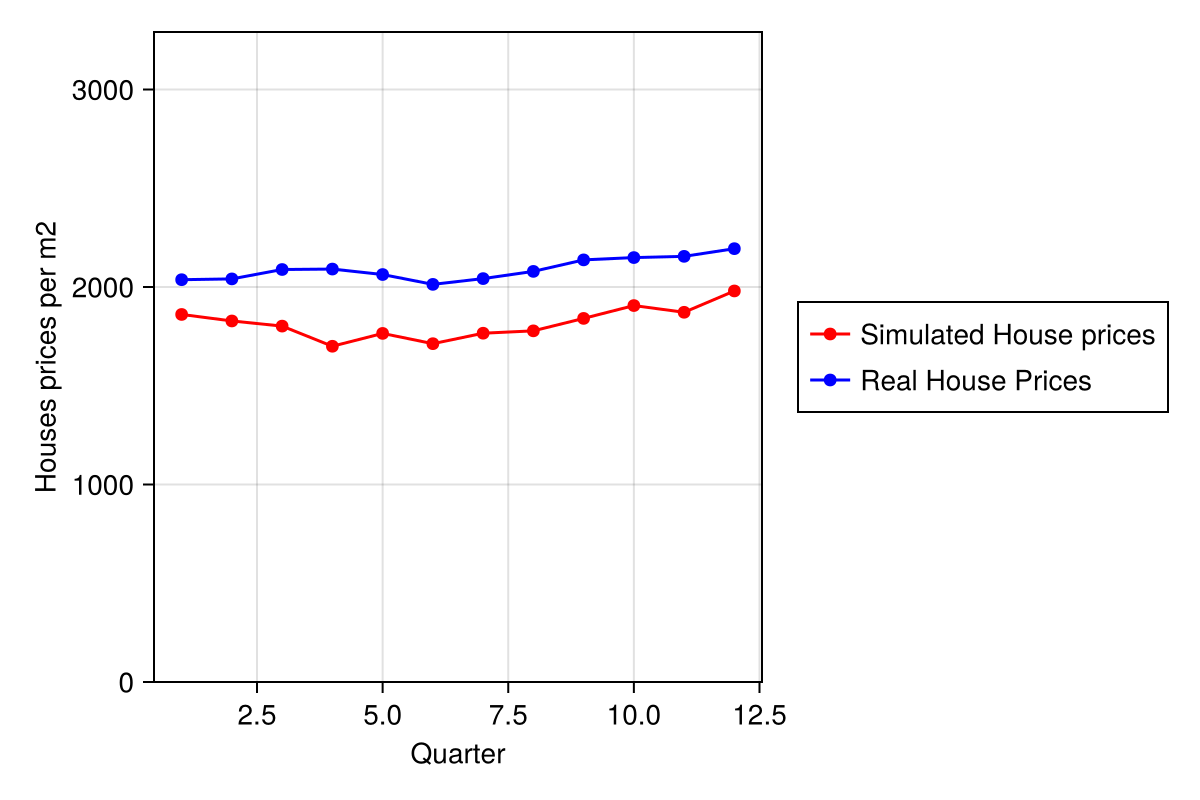 3000
2000
1000
0
Houses prices per m2
2.5 5.0 7.5 10.0 12.5
Quarter
Simulated House prices
Real House Prices